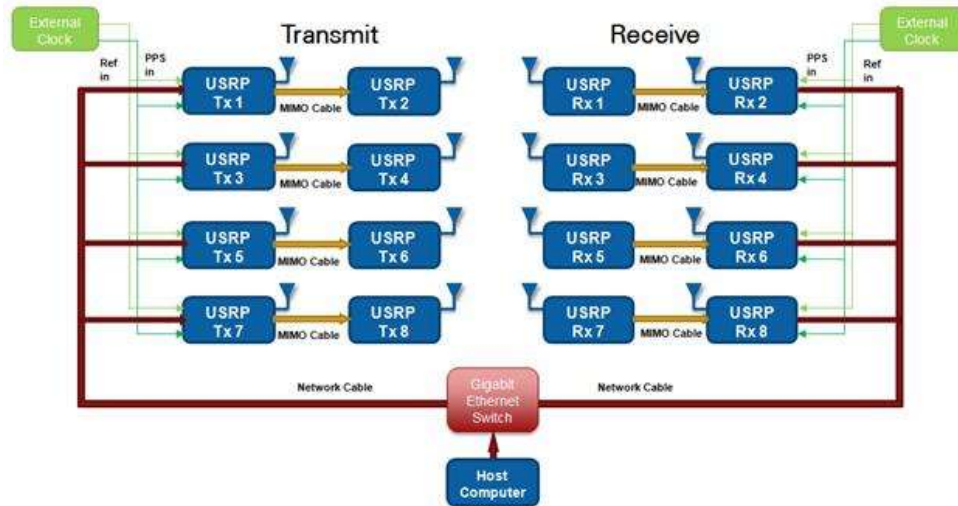 External
Clock
Transmit
Receive
External
Clock
Ref
in
PPS
in
PPS
in
Ref
in
USRP
Tx 1
MIMO Cable
USRP
Tx 2
USRP
Rx 1
MIMO Cable
USRP
Rx 2
USRP
Tx 3
MIMO Cable
USRP
Tx 4
USRP
Rx 3
MIMO Cable
USRP
Rx 4
USRP
Tx 5
MIMO Cable
USRP
Tx 6
USRP
Rx 5
MIMO Cable
USRP
Rx 6
USRP
Tx 7
MIMO Cable
USRP
Tx 8
USRP
Rx 7
MIMO Cable
USRP
Rx 8
Network Cable
Gigabit
Ethernet
Switch
Network Cable
Host
Computer